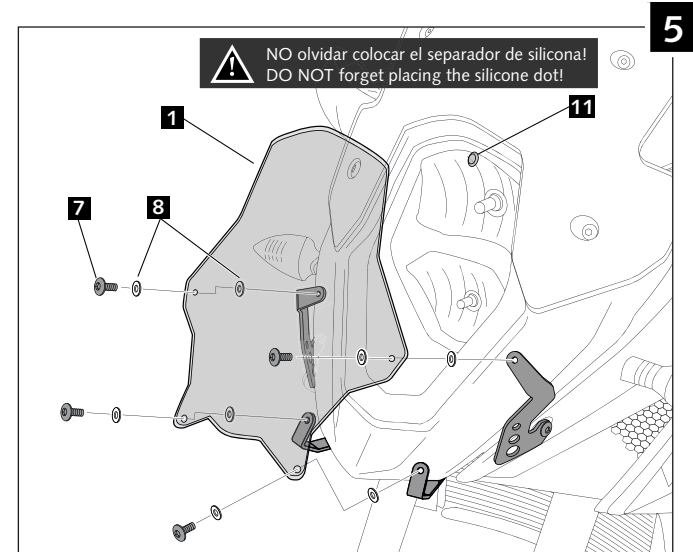 5
NO olvidar colocar el separador de silicona!
DO NOT forget placing the silicone dot!
11
1
7
8